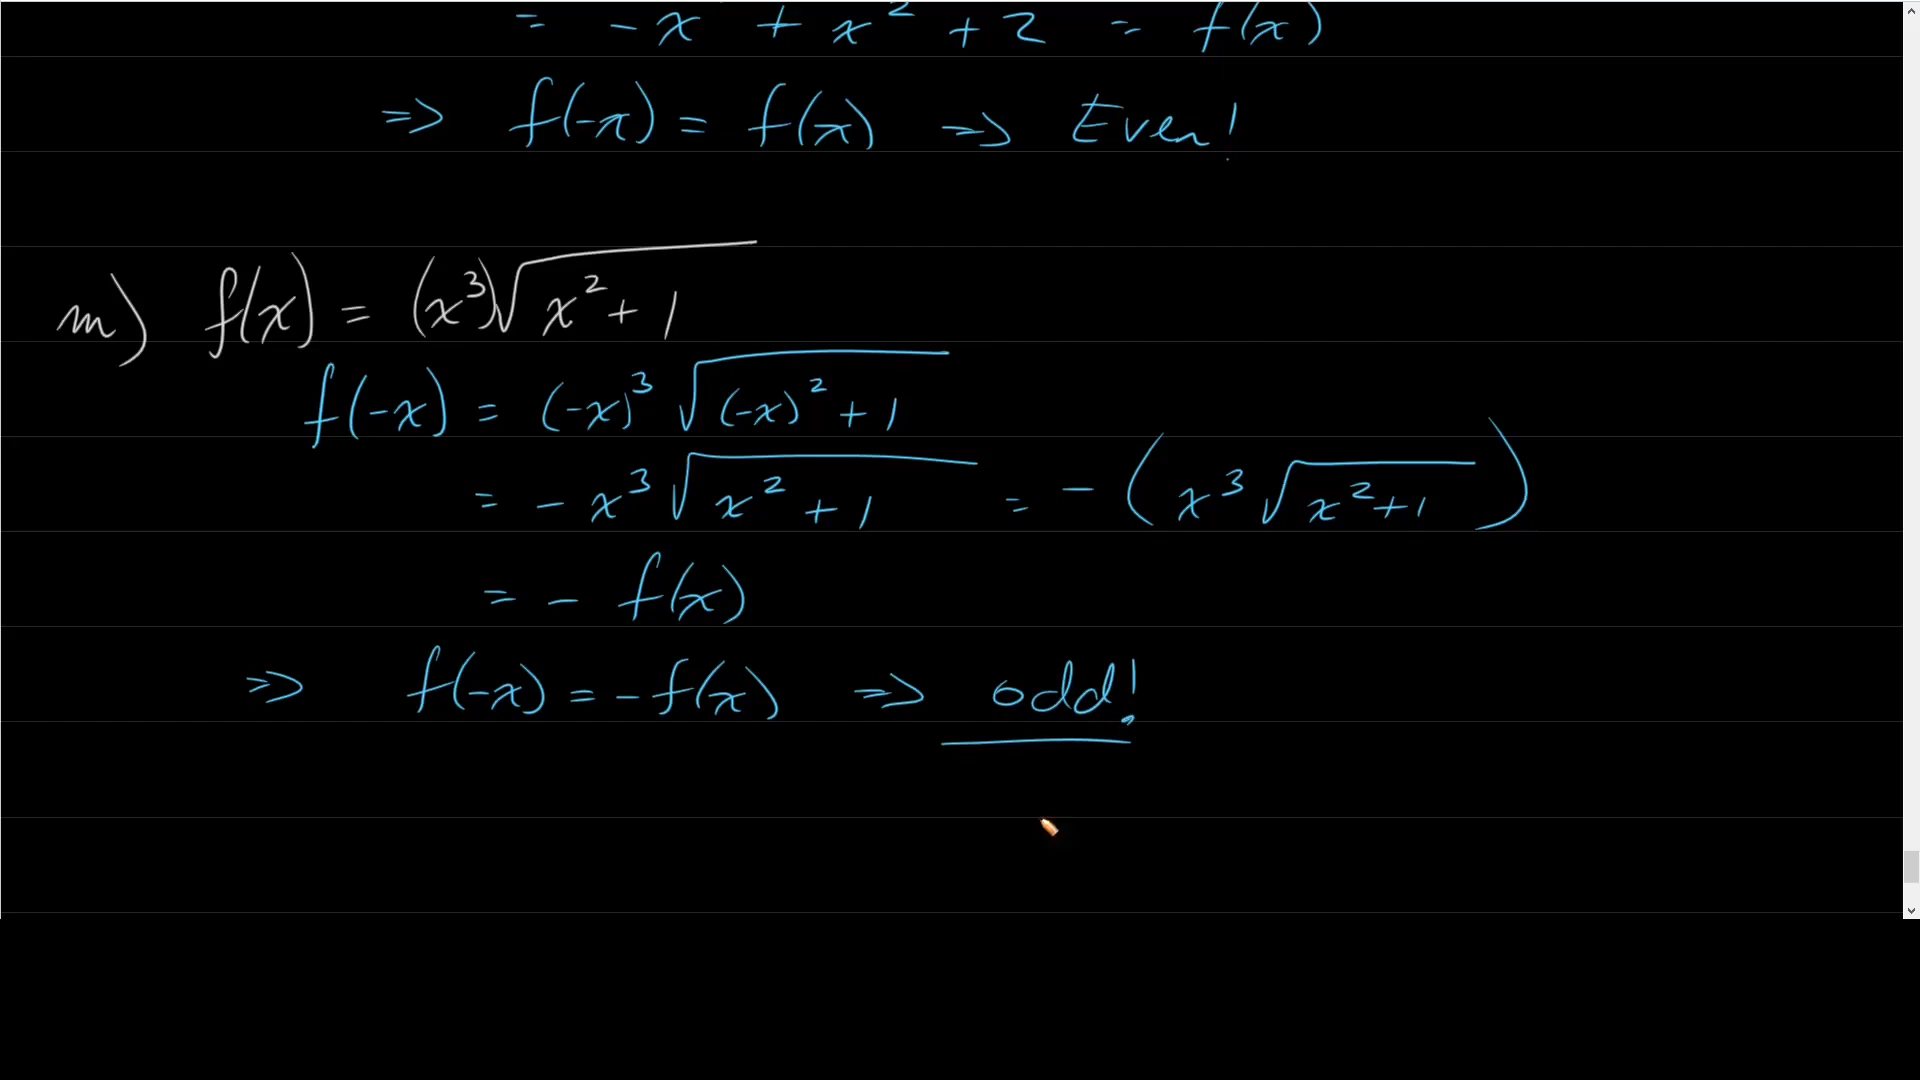 = -x + x² + 2 = f(x)
=> f(-x) = f(x) => Even!
m) f(x) = (x³)√(x² + 1)
f(-x) = (-x)³ √((-x)² + 1)
= - x³ √(x² + 1) = - (x³ √(x² + 1))
= - f(x)
=> f(-x) = - f(x) => odd!